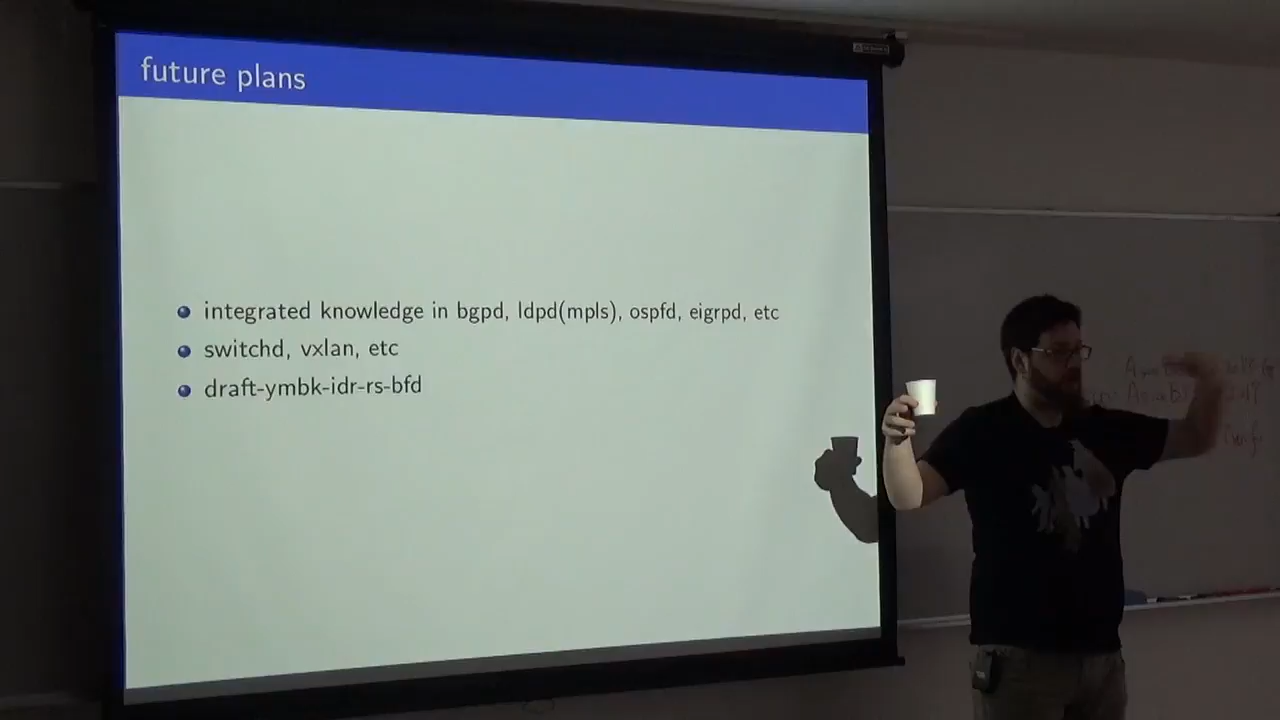 future plans
integrated knowledge in bgpd, ldpd(mpls), ospfd, eigrpd, etc
switchd, vxlan, etc
draft-ymbk-idr-rs-bfd